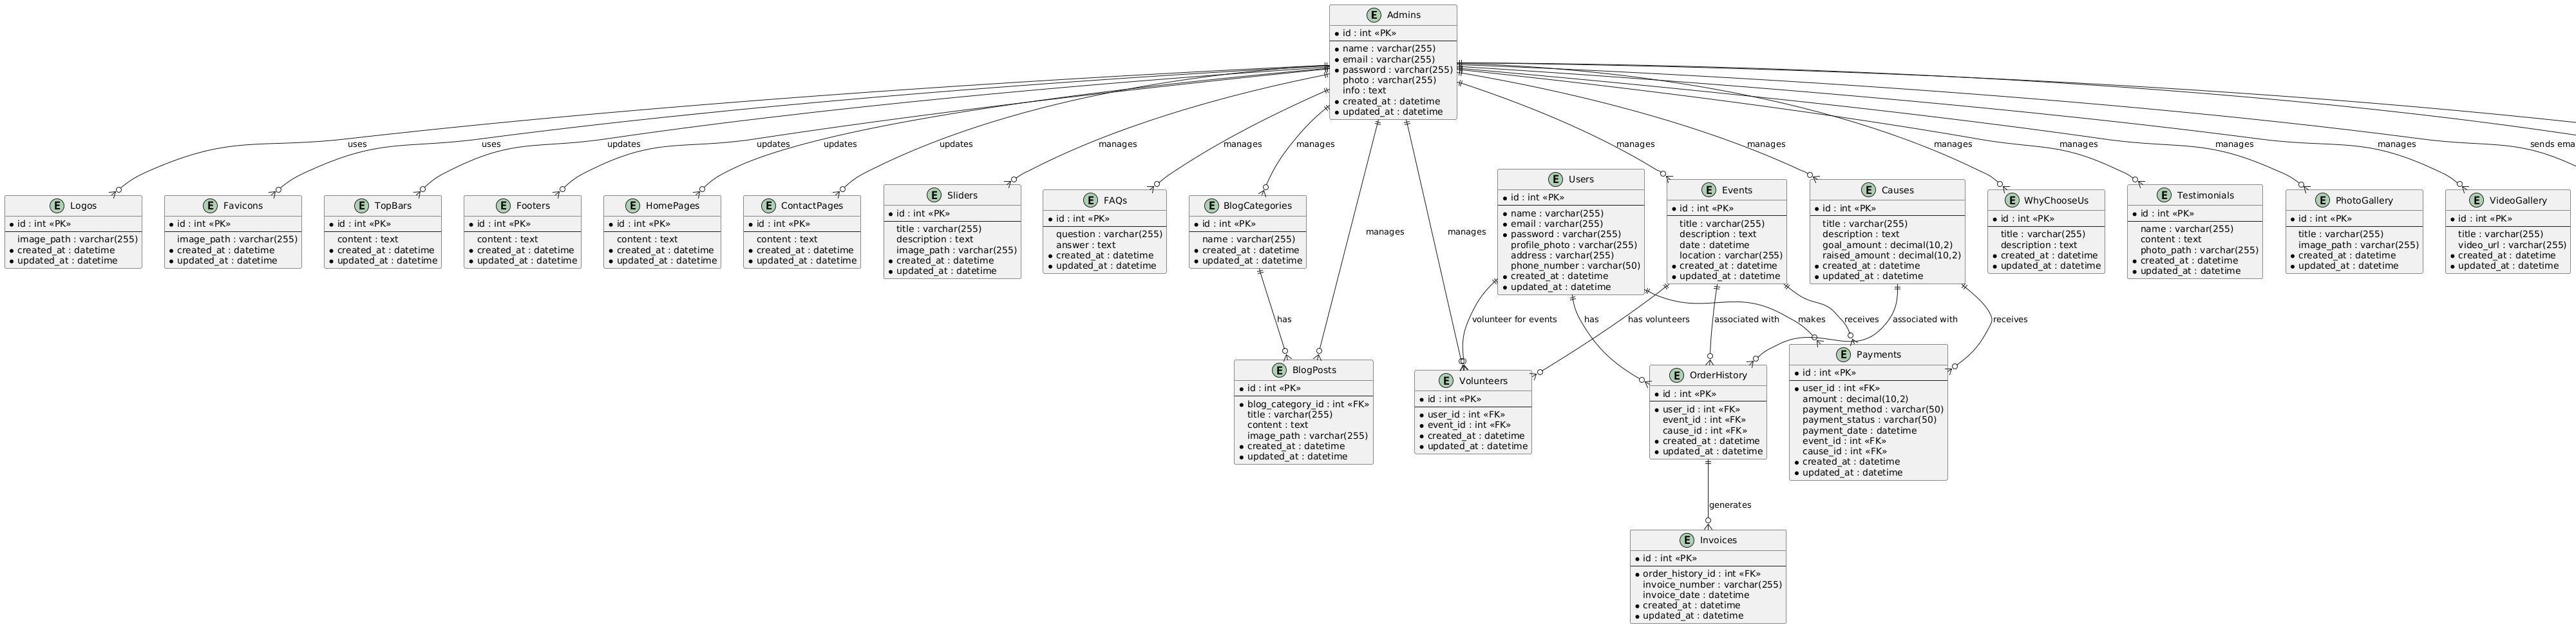 E Admins
id : int «PK»
name : varchar(255)
email : varchar(255)
password : varchar(255)
photo : varchar(255)
info : text
created_at : datetime
updated_at : datetime
uses
uses
updates
updates
updates
manages
manages
manages
manages
manages
manages
manages
manages
manages
sends ema
E Logos
id : int «PK»
image_path : varchar(255)
created_at : datetime
updated_at : datetime
E Favicons
id : int «PK»
image_path : varchar(255)
created_at : datetime
updated_at : datetime
E TopBars
id : int «PK»
content : text
created_at : datetime
updated_at : datetime
E Footers
id : int «PK»
content : text
created_at : datetime
updated_at : datetime
E HomePages
id : int «PK»
content : text
created_at : datetime
updated_at : datetime
E ContactPages
id : int «PK»
content : text
created_at : datetime
updated_at : datetime
E Sliders
id : int «PK»
title : varchar(255)
description : text
image_path : varchar(255)
created_at : datetime
updated_at : datetime
E FAQs
id : int «PK»
question : varchar(255)
answer : text
created_at : datetime
updated_at : datetime
E BlogCategories
id : int «PK»
name : varchar(255)
created_at : datetime
updated_at : datetime
manages
manages
E Users
id : int «PK»
name : varchar(255)
email : varchar(255)
password : varchar(255)
profile_photo : varchar(255)
address : varchar(255)
phone_number : varchar(50)
created_at : datetime
updated_at : datetime
E Events
id : int «PK»
title : varchar(255)
description : text
date : datetime
location : varchar(255)
created_at : datetime
updated_at : datetime
E Causes
id : int «PK»
title : varchar(255)
description : text
goal_amount : decimal(10,2)
raised_amount : decimal(10,2)
created_at : datetime
updated_at : datetime
E WhyChooseUs
id : int «PK»
title : varchar(255)
description : text
created_at : datetime
updated_at : datetime
E Testimonials
id : int «PK»
name : varchar(255)
content : text
photo_path : varchar(255)
created_at : datetime
updated_at : datetime
E PhotoGallery
id : int «PK»
title : varchar(255)
image_path : varchar(255)
created_at : datetime
updated_at : datetime
E VideoGallery
id : int «PK»
title : varchar(255)
video_url : varchar(255)
created_at : datetime
updated_at : datetime
has
volunteer for events
has
has volunteers
associated with
makes
receives
associated with
receives
E BlogPosts
id : int «PK»
blog_category_id : int «FK»
title : varchar(255)
content : text
image_path : varchar(255)
created_at : datetime
updated_at : datetime
E Volunteers
id : int «PK»
user_id : int «FK»
event_id : int «FK»
created_at : datetime
updated_at : datetime
E OrderHistory
id : int «PK»
user_id : int «FK»
event_id : int «FK»
cause_id : int «FK»
created_at : datetime
updated_at : datetime
E Payments
id : int «PK»
user_id : int «FK»
amount : decimal(10,2)
payment_method : varchar(50)
payment_status : varchar(50)
payment_date : datetime
event_id : int «FK»
cause_id : int «FK»
created_at : datetime
updated_at : datetime
generates
E Invoices
id : int «PK»
order_history_id : int «FK»
invoice_number : varchar(255)
invoice_date : datetime
created_at : datetime
updated_at : datetime